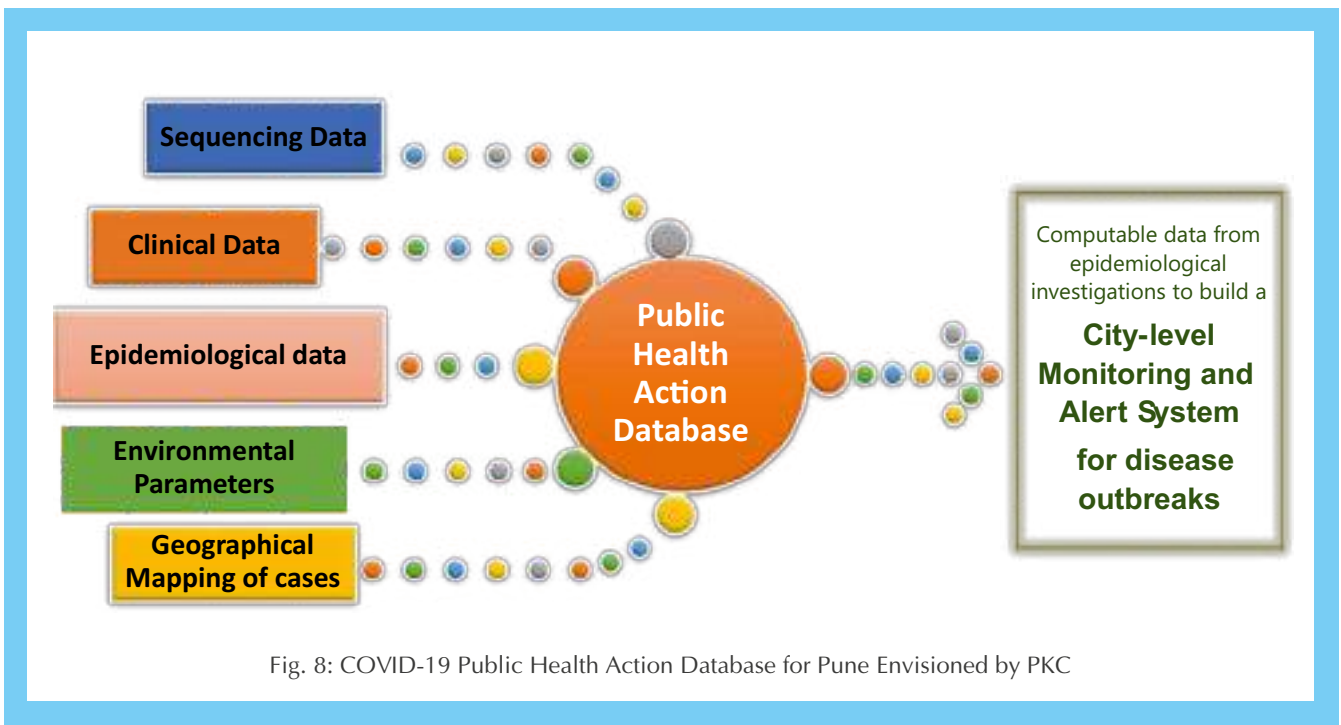 Sequencing Data
Clinical Data
Epidemiological data
Environmental
Parameters
Geographical
Mapping of cases
Public
Health
Action
Database
Computable data from
epidemiological
investigations to build a
City-level
Monitoring and
Alert System
for disease
outbreaks
Fig. 8: COVID-19 Public Health Action Database for Pune Envisioned by PKC